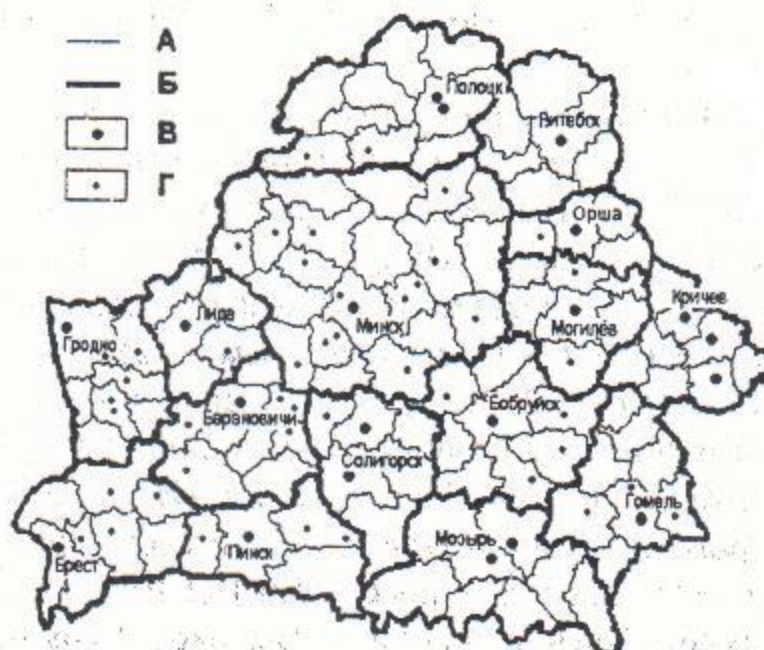 А
Б
В
Г
Полоцк
Витебск
Орша
Кричев
Лида
Гродно
Минск
Могилёв
Барановичи
Бобруйск
Солигорск
Гомель
Мозырь
Пинск
Брест